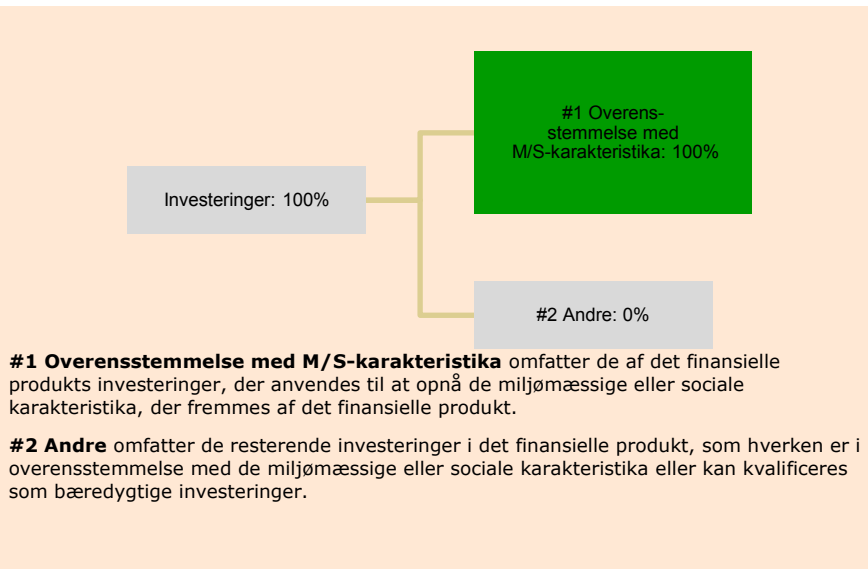 #1 Overens-
stemmelse med
M/S-karakteristika: 100%
Investeringer: 100%
#2 Andre: 0%
#1 Overensstemmelse med M/S-karakteristika omfatter de af det finansielle
produkts investeringer, der anvendes til at opnå de miljømæssige eller sociale
karakteristika, der fremmes af det finansielle produkt.
#2 Andre omfatter de resterende investeringer i det finansielle produkt, som hverken er i
overensstemmelse med de miljømæssige eller sociale karakteristika eller kan kvalificeres
som bæredygtige investeringer.